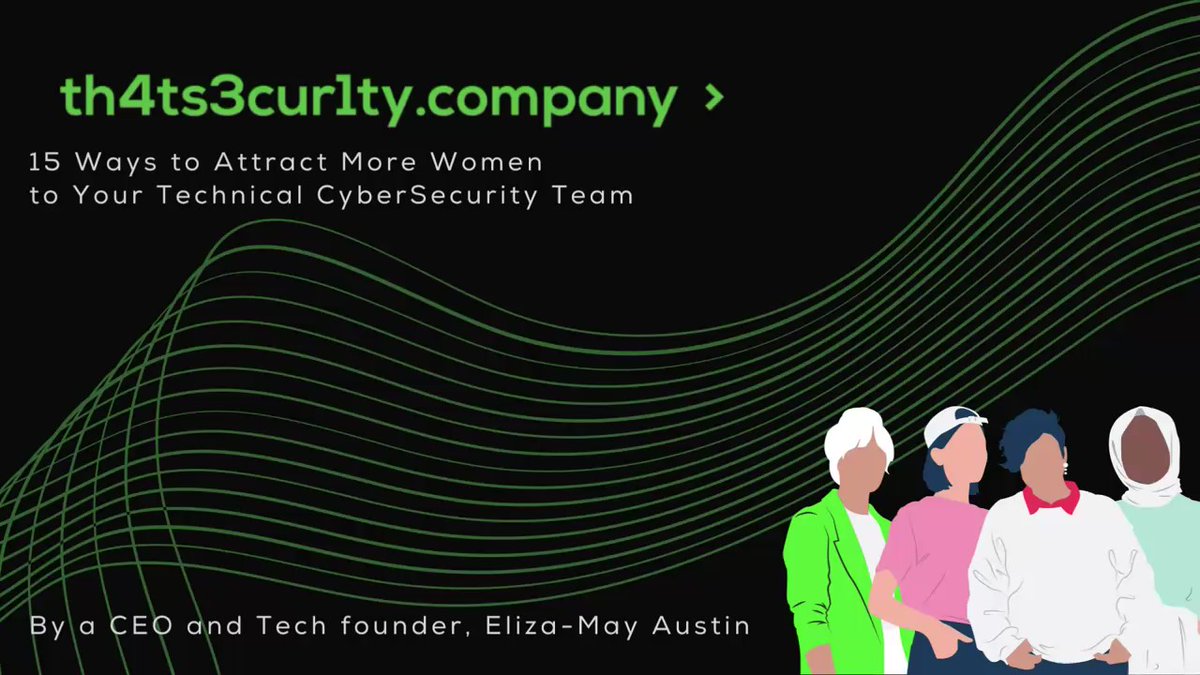 th4ts3cur1ty.company >
15 Ways to Attract More Women
to Your Technical CyberSecurity Team
By a CEO and Tech founder, Eliza-May Austin